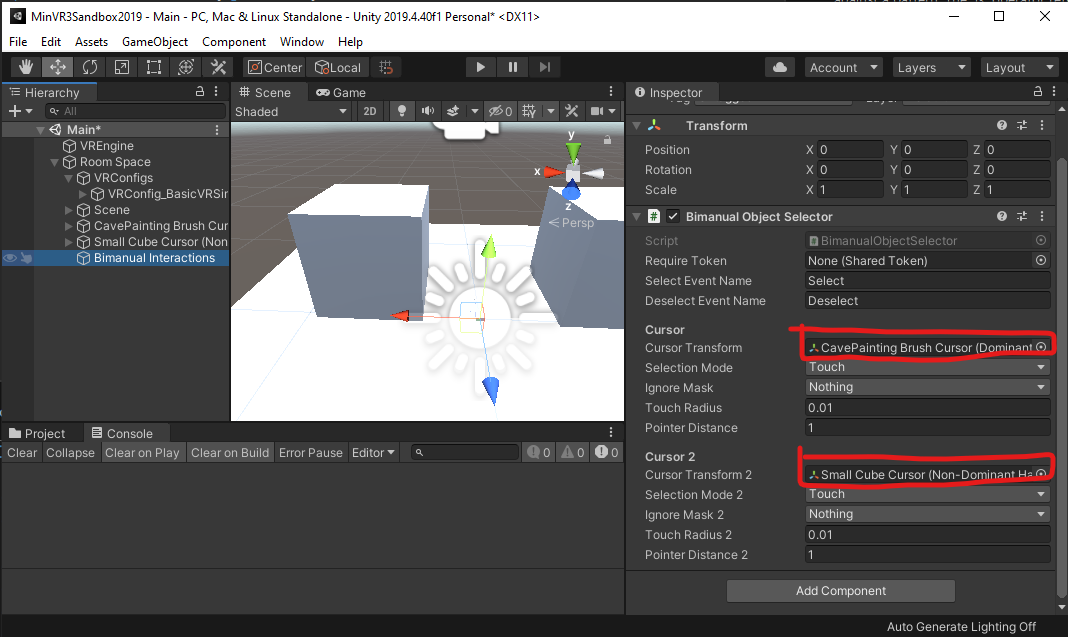 MinVR3Sandbox2019 - Main - PC, Mac & Linux Standalone - Unity 2019.4.40f1 Personal* <DX11>
File Edit Assets GameObject Component Window Help
Center Local Account Layers Layout
Hierarchy
All
Main*
VREngine
Room Space
VRConfigs
VRConfig_BasicVRSir
Scene
CavePainting Brush Cur
Small Cube Cursor (Non
Bimanual Interactions
Scene Game
Shaded 2D 0
y
x
z
Persp
Project Console
Clear Collapse Clear on Play Clear on Build Error Pause Editor 0 0 0
Inspector
Transform
Position X 0 Y 0 Z 0
Rotation X 0 Y 0 Z 0
Scale X 1 Y 1 Z 1
# Bimanual Object Selector
Script BimanualObjectSelector
Require Token None (Shared Token)
Select Event Name Select
Deselect Event Name Deselect
Cursor
Cursor Transform CavePainting Brush Cursor (Dominant
Selection Mode Touch
Ignore Mask Nothing
Touch Radius 0.01
Pointer Distance 1
Cursor 2
Cursor Transform 2 Small Cube Cursor (Non-Dominant Ha
Selection Mode 2 Touch
Ignore Mask 2 Nothing
Touch Radius 2 0.01
Pointer Distance 2 1
Add Component
Auto Generate Lighting Off